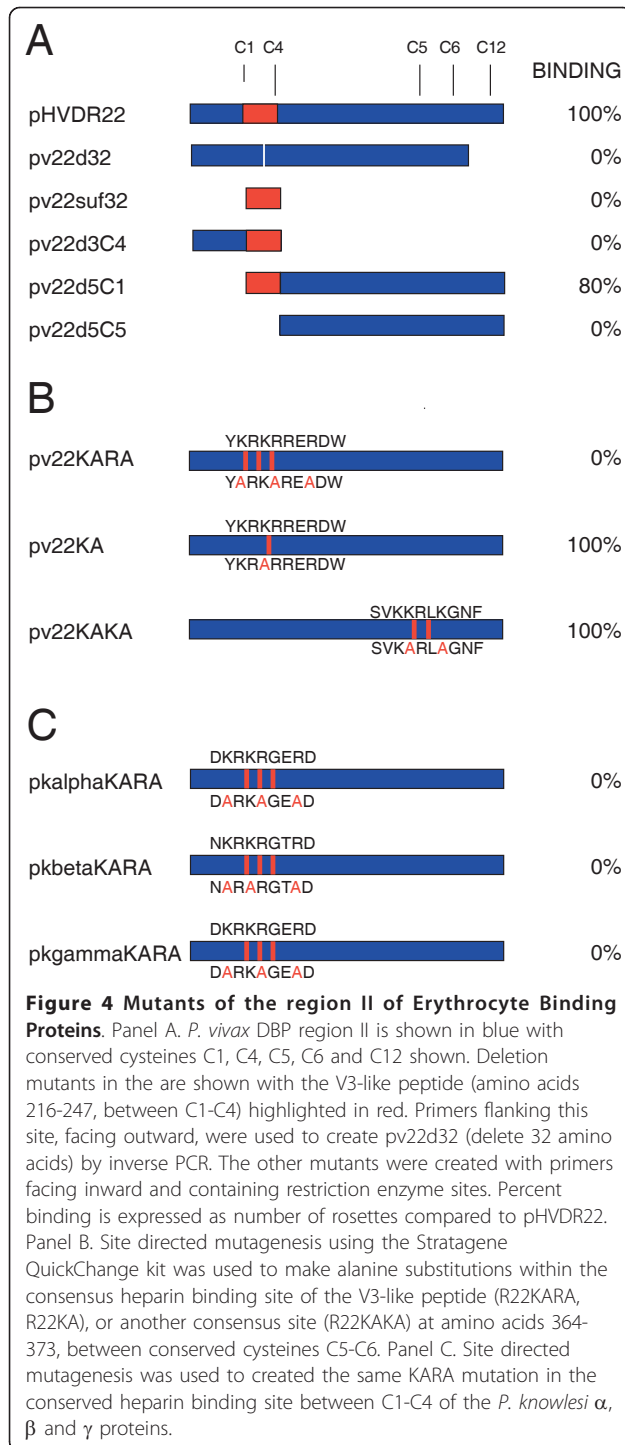 A
C1 C4 C5 C6 C12
BINDING
pHVDR22 100%
pv22d32 0%
pv22suf32 0%
pv22d3C4 0%
pv22d5C1 80%
pv22d5C5 0%
B
YKRKRRERDW
pv22KARA 0%
YARKAREADW
YKRKRRERDW
pv22KA 100%
YKRARRERDW
SVKKRLKGNF
pv22KAKA 100%
SVKARLAGNF
C
DKRKRGERD
pkalphaKARA 0%
DARKAGEAD
NKRKRGTRD
pkbetaKARA 0%
NARARGTAD
DKRKRGERD
pkgammaKARA 0%
DARKAGEAD
Figure 4 Mutants of the region II of Erythrocyte Binding
Proteins. Panel A. P. vivax DBP region II is shown in blue with
conserved cysteines C1, C4, C5, C6 and C12 shown. Deletion
mutants in the are shown with the V3-like peptide (amino acids
216-247, between C1-C4) highlighted in red. Primers flanking this
site, facing outward, were used to create pv22d32 (delete 32 amino
acids) by inverse PCR. The other mutants were created with primers
facing inward and containing restriction enzyme sites. Percent
binding is expressed as number of rosettes compared to pHVDR22.
Panel B. Site directed mutagenesis using the Stratagene
QuickChange kit was used to make alanine substitutions within the
consensus heparin binding site of the V3-like peptide (R22KARA,
R22KA), or another consensus site (R22KAKA) at amino acids 364-
373, between conserved cysteines C5-C6. Panel C. Site directed
mutagenesis was used to created the same KARA mutation in the
conserved heparin binding site between C1-C4 of the P. knowlesi α,
β and γ proteins.